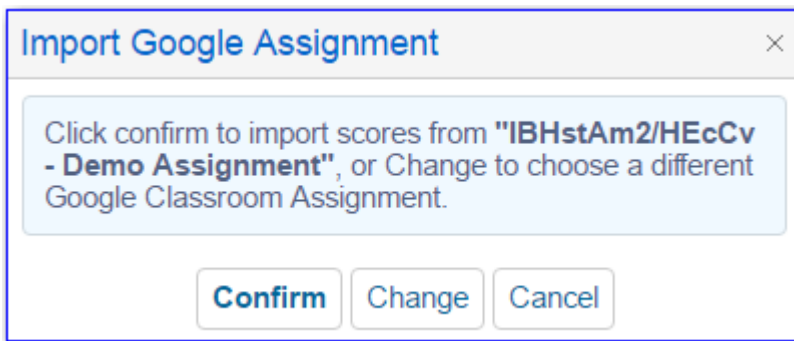 Import Google Assignment
Click confirm to import scores from "IBHstAm2/HEcCv
- Demo Assignment", or Change to choose a different
Google Classroom Assignment.
Confirm Change Cancel